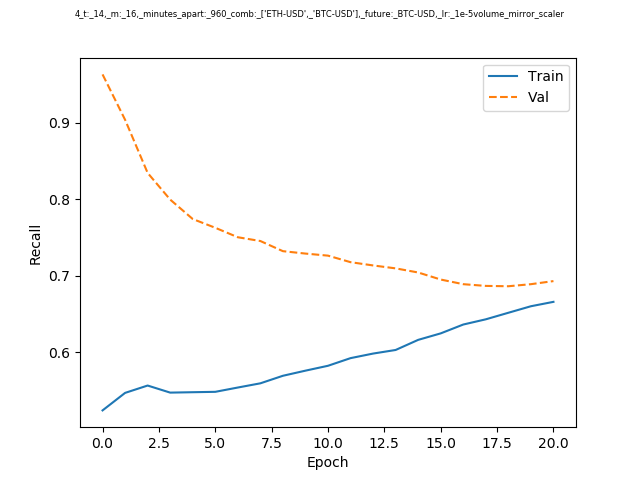 4_t:_14,_m:_16,_minutes_apart:_960_comb:_['ETH-USD',_'BTC-USD'],_future:_BTC-USD,_lr:_1e-5volume_mirror_scaler
Train
Val
0.9
0.8
0.7
0.6
Recall
0.0 2.5 5.0 7.5 10.0 12.5 15.0 17.5 20.0
Epoch